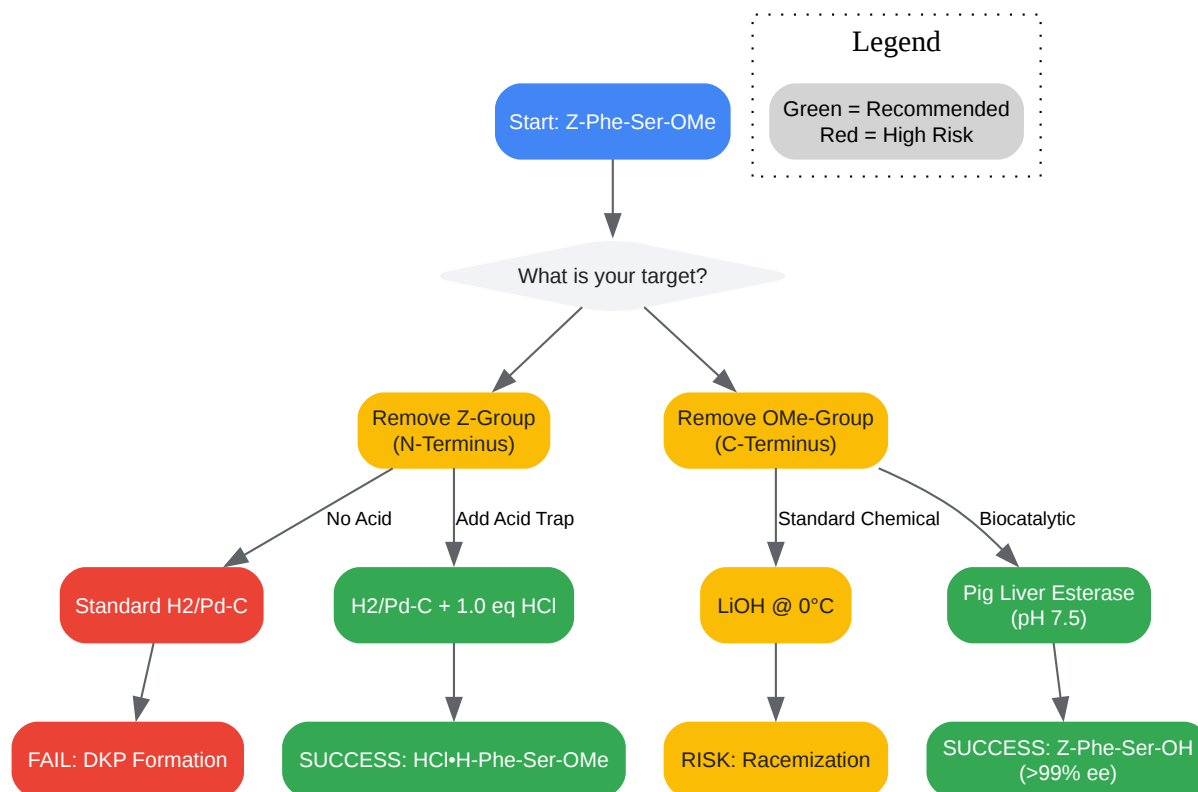 Legend
Green = Recommended
Red = High Risk
Start: Z-Phe-Ser-OMe
What is your target?
Remove Z-Group
(N-Terminus)
Remove OMe-Group
(C-Terminus)
No Acid
Add Acid Trap
Standard Chemical
Biocatalytic
Standard H2/Pd-C
H2/Pd-C + 1.0 eq HCl
LiOH @ 0°C
Pig Liver Esterase
(pH 7.5)
FAIL: DKP Formation
SUCCESS: HCl•H-Phe-Ser-OMe
RISK: Racemization
SUCCESS: Z-Phe-Ser-OH
(>99% ee)